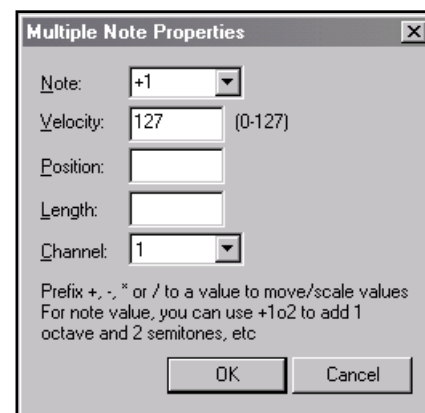 Multiple Note Properties
Note: +1
Velocity: 127 (0-127)
Position:
Length:
Channel: 1
Prefix +, -, * or / to a value to move/scale values
For note value, you can use +1o2 to add 1
octave and 2 semitones, etc
OK Cancel